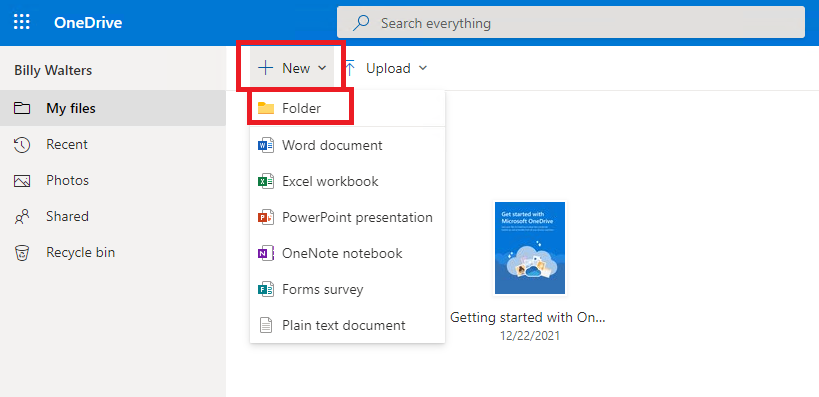 OneDrive
Search everything
Billy Walters
New
Upload
My files
Recent
Photos
Shared
Recycle bin
Folder
Word document
Excel workbook
PowerPoint presentation
OneNote notebook
Forms survey
Plain text document
Get started with
Microsoft OneDrive
Getting started with On...
12/22/2021